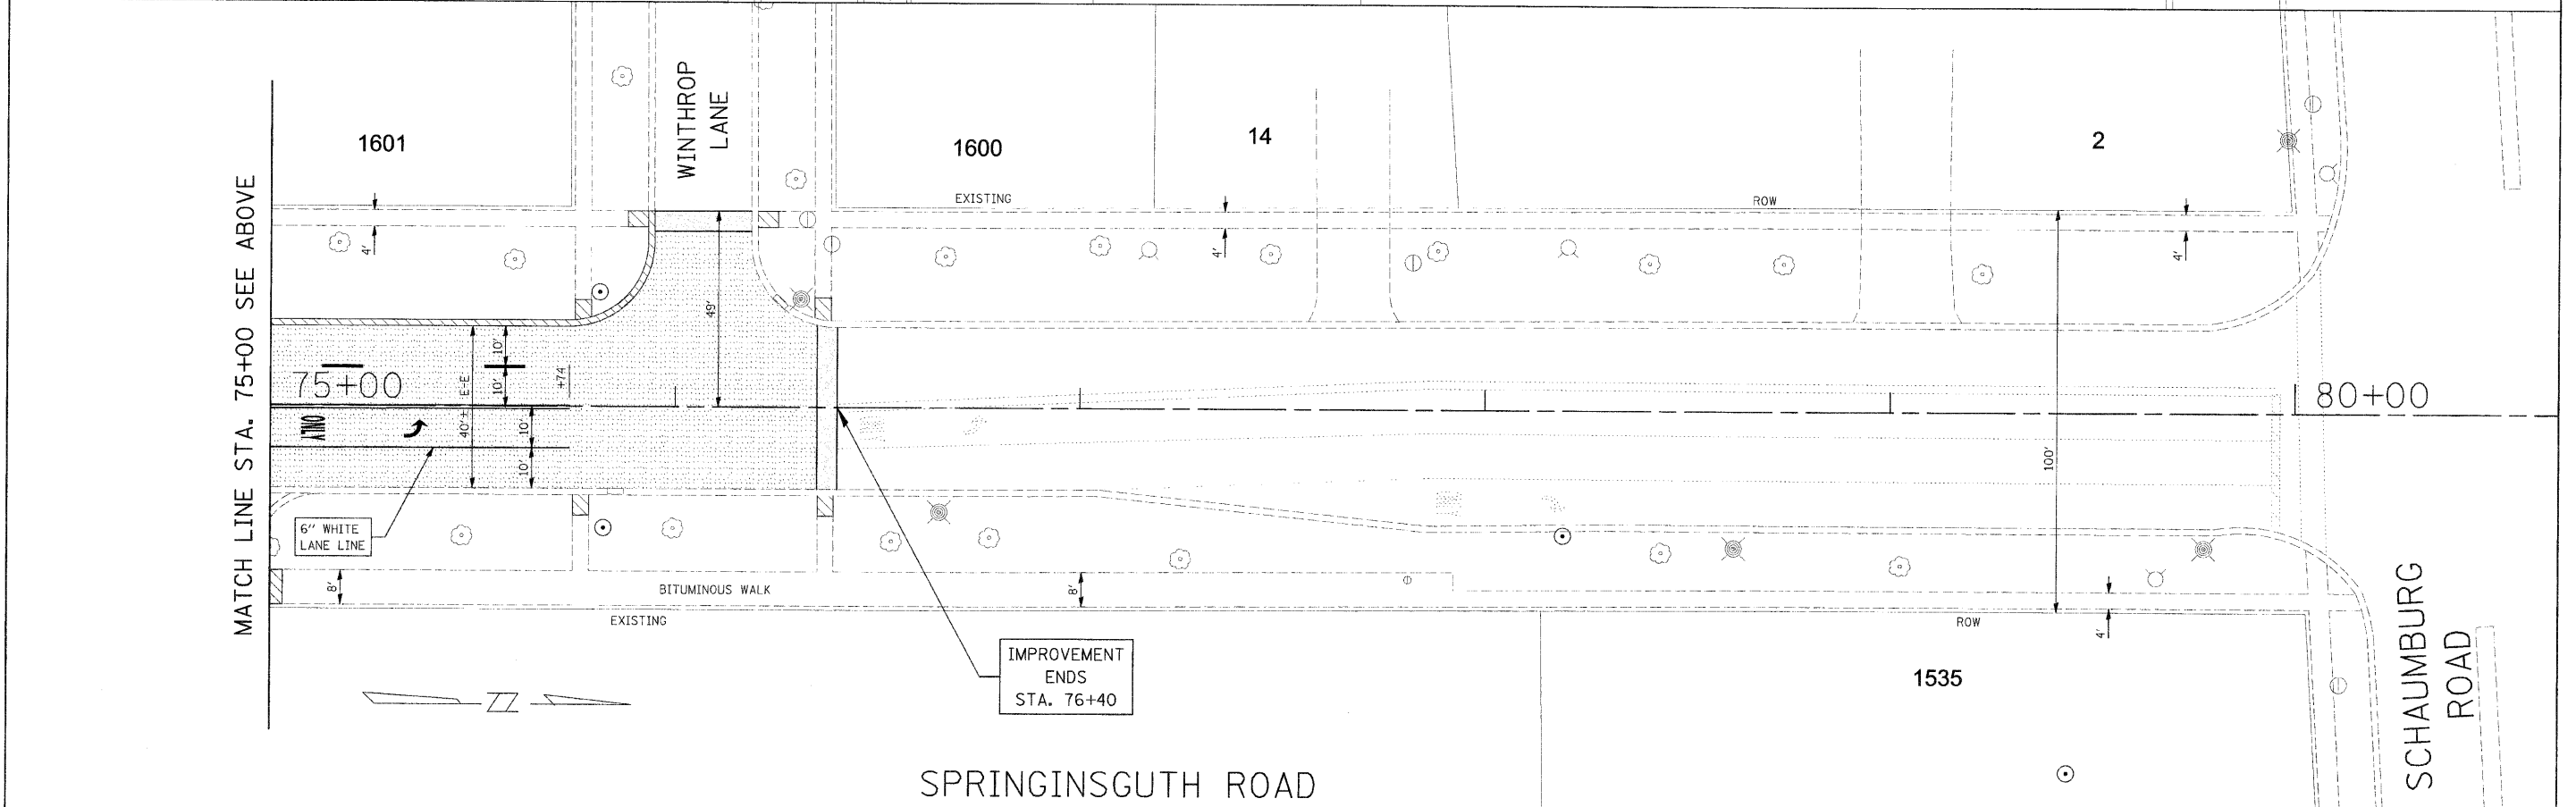 MATCH LINE STA. 75+00 SEE ABOVE
1601
WINTHROP
LANE
1600
14
2
EXISTING
ROW
4'
4'
4'
49'
10'
10'
+74
40'± E-E
75+00
ONLY
10'
10'
80+00
100'
6" WHITE
LANE LINE
8'
BITUMINOUS WALK
8'
EXISTING
ROW
4'
IMPROVEMENT
ENDS
STA. 76+40
1535
SCHAUMBURG
ROAD
SPRINGINSGUTH ROAD